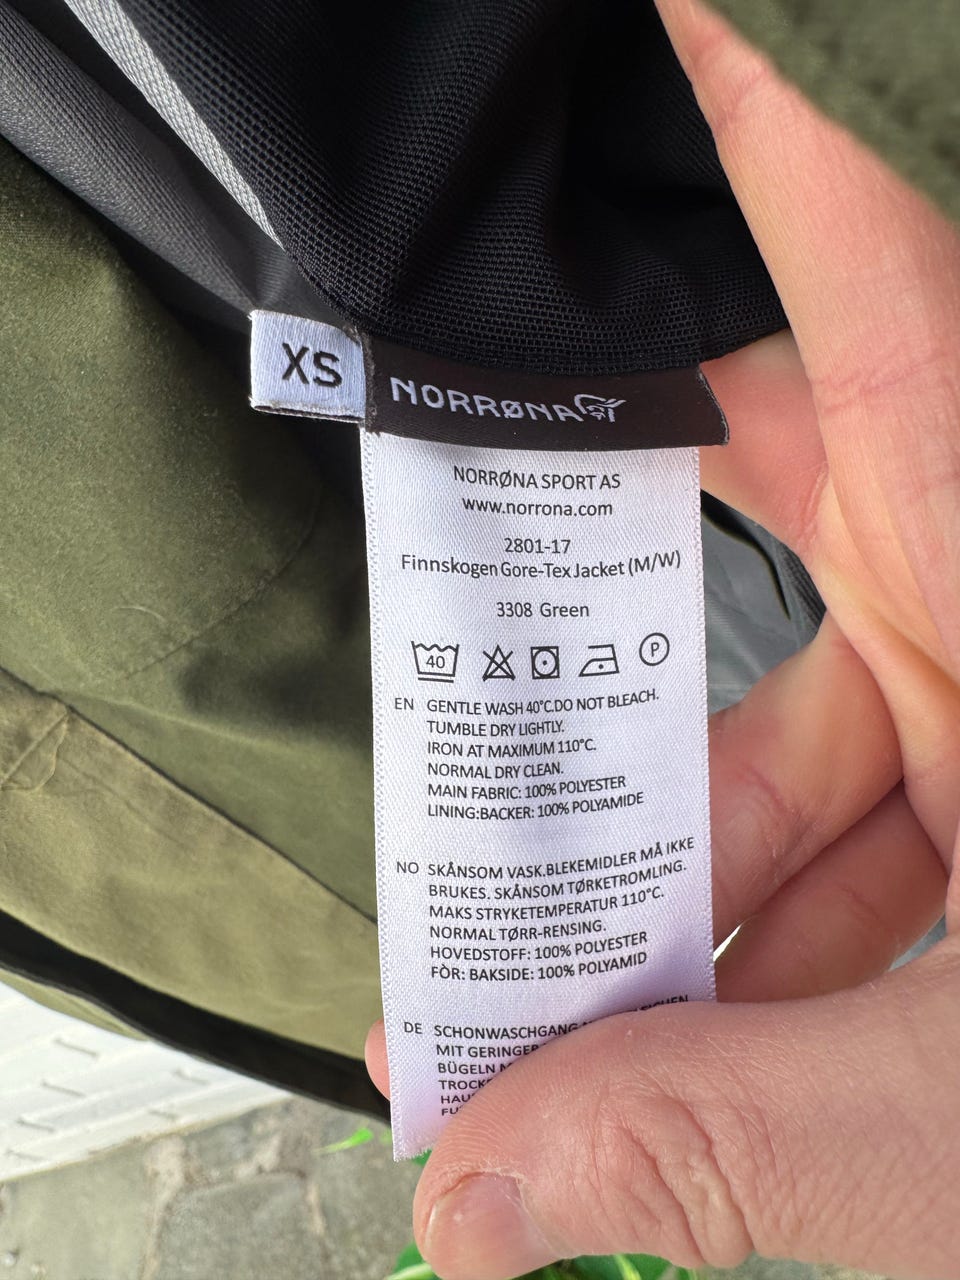 XS
NORRØNA
NORRØNA SPORT AS
www.norrona.com
2801-17
Finnskogen Gore-Tex Jacket (M/W)
3308 Green
40
P
EN GENTLE WASH 40°C.DO NOT BLEACH.
TUMBLE DRY LIGHTLY.
IRON AT MAXIMUM 110°C.
NORMAL DRY CLEAN.
MAIN FABRIC: 100% POLYESTER
LINING:BACKER: 100% POLYAMIDE
NO SKÅNSOM VASK.BLEKEMIDLER MÅ IKKE
BRUKES. SKÅNSOM TØRKETROMLING.
MAKS STRYKETEMPERATUR 110°C.
NORMAL TØRR-RENSING.
HOVEDSTOFF: 100% POLYESTER
FÒR: BAKSIDE: 100% POLYAMID
DE SCHONWASCHGANG
MIT GERINGER
BÜGELN